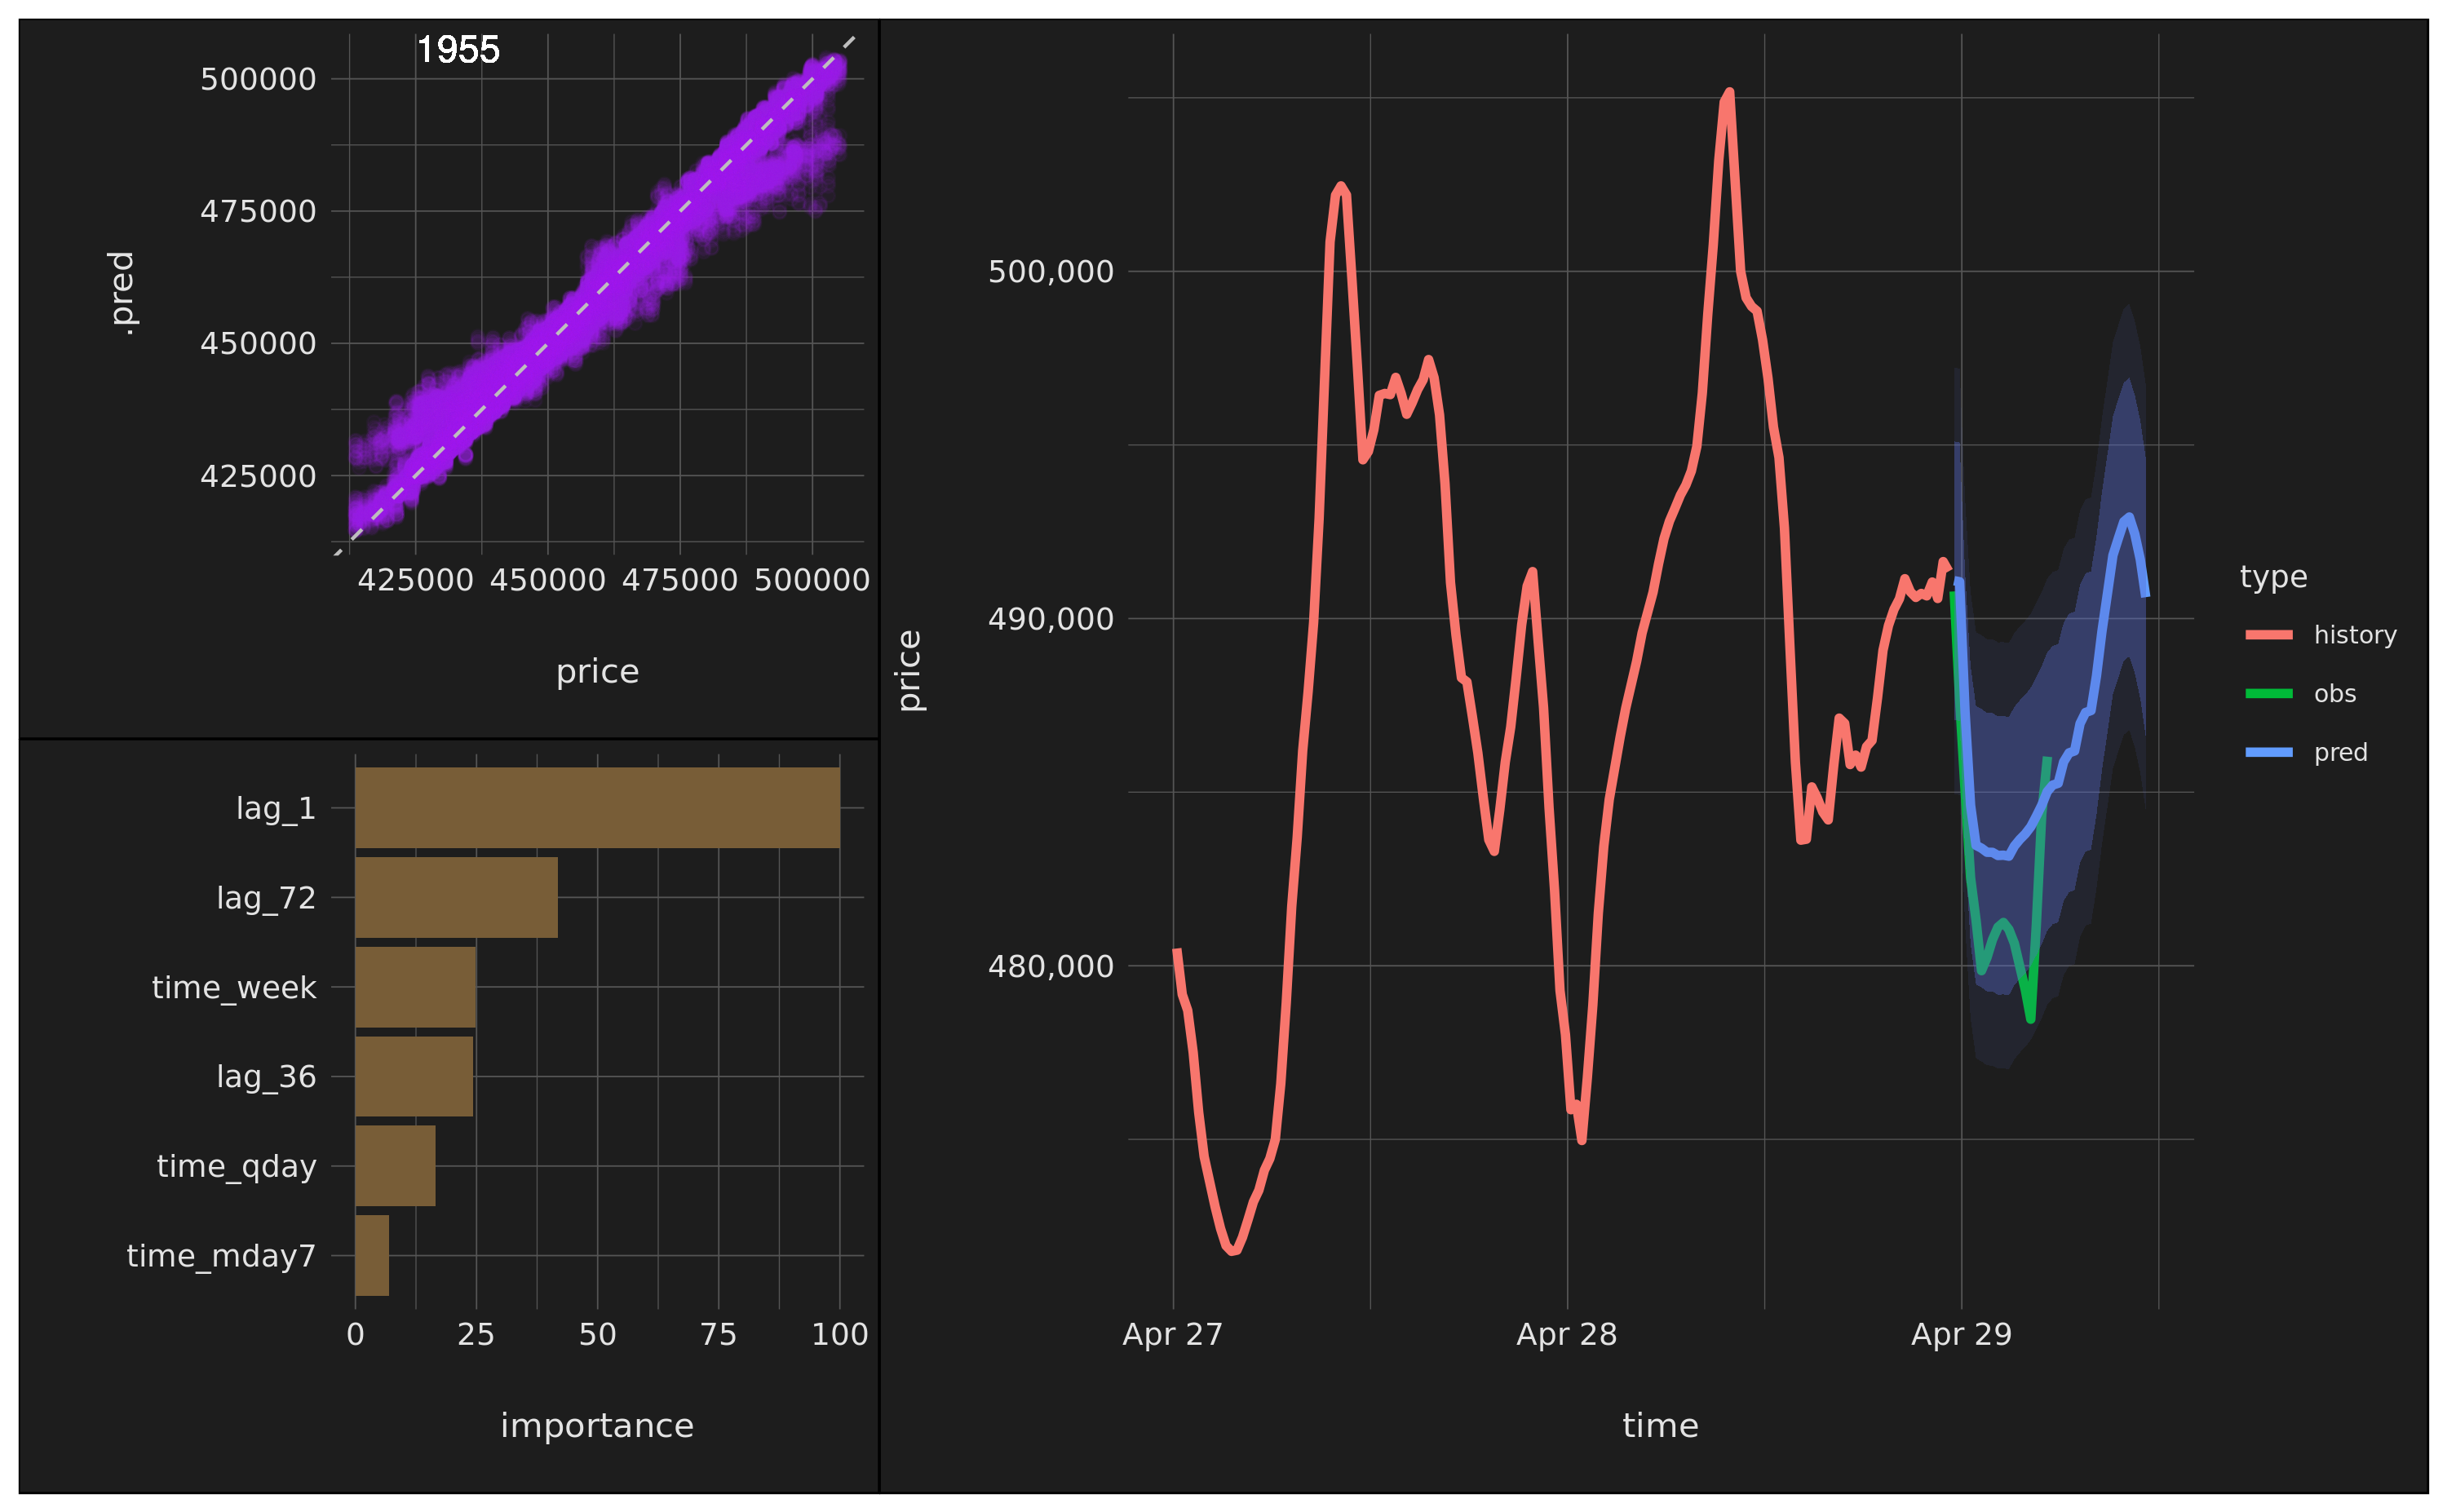 1955
500000
475000
450000
425000
.pred
425000 450000 475000 500000
price
lag_1
lag_72
time_week
lag_36
time_qday
time_mday7
0 25 50 75 100
importance
500,000
490,000
480,000
price
Apr 27 Apr 28 Apr 29
time
type
history
obs
pred